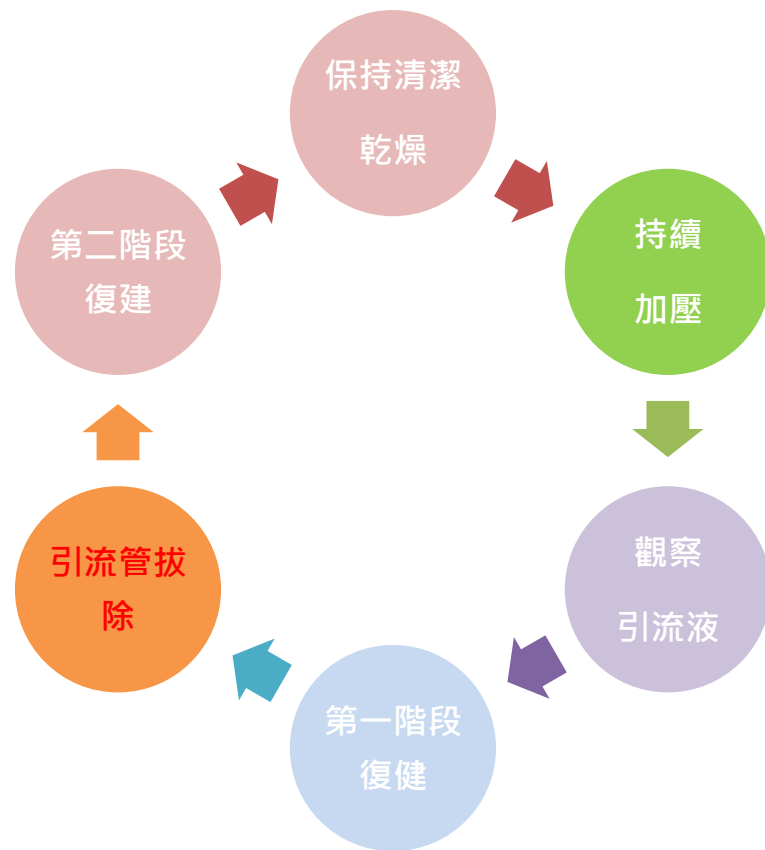 保持清潔
乾燥
持續
加壓
觀察
引流液
第一階段
復健
引流管拔
除
第二階段
復建